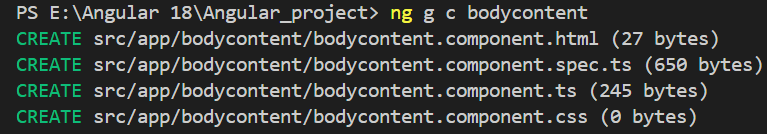 PS E:\Angular 18\Angular_project> ng g c bodycontent
CREATE src/app/bodycontent/bodycontent.component.html (27 bytes)
CREATE src/app/bodycontent/bodycontent.component.spec.ts (650 bytes)
CREATE src/app/bodycontent/bodycontent.component.ts (245 bytes)
CREATE src/app/bodycontent/bodycontent.component.css (0 bytes)